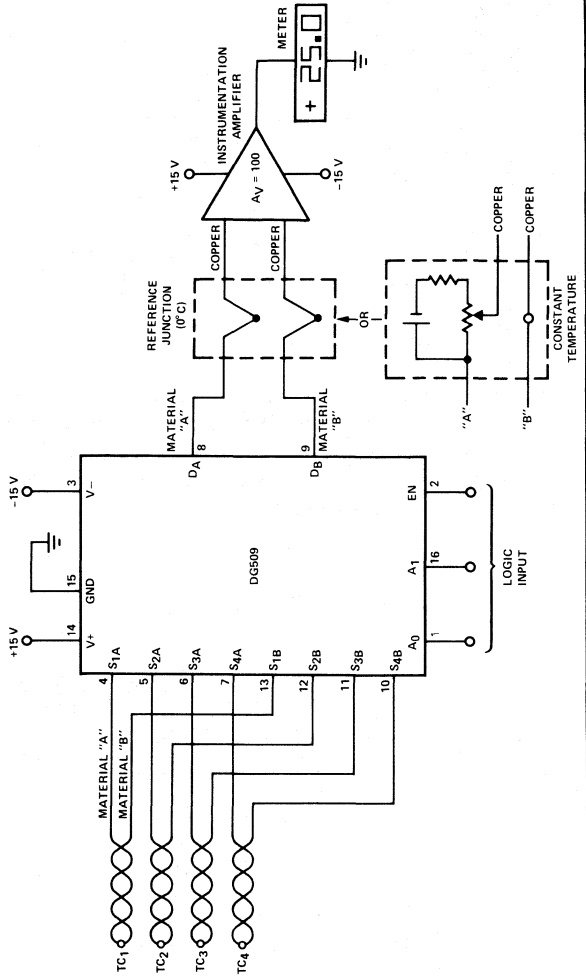 TC1
TC2
TC3
TC4
MATERIAL "A"
MATERIAL "B"
+15 V
-15 V
14
15
3
V+
GND
V−
4
S1A
5
S2A
6
S3A
7
S4A
13
S1B
12
S2B
11
S3B
10
S4B
DG509
DA
8
DB
9
A0
A1
EN
1
16
2
LOGIC
INPUT
MATERIAL
"A"
MATERIAL
"B"
REFERENCE
JUNCTION
(0°C)
COPPER
COPPER
OR
"A"
"B"
COPPER
COPPER
CONSTANT
TEMPERATURE
+15 V
AV = 100
-15 V
INSTRUMENTATION
AMPLIFIER
METER
+ 25.0